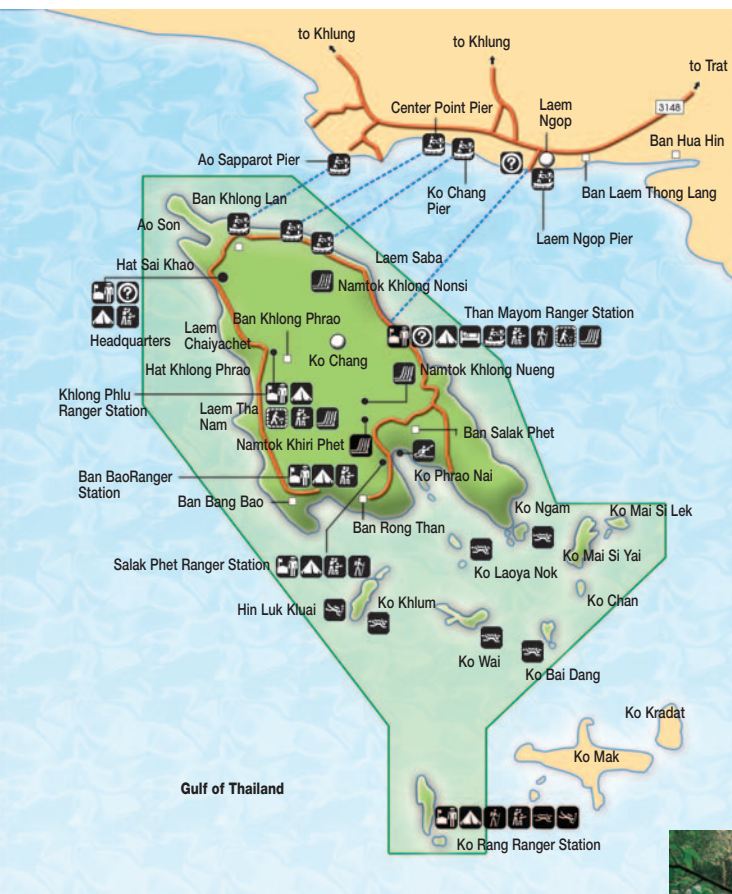 to Khlung
to Khlung
to Trat
Center Point Pier
Laem
Ngop
3148
Ban Hua Hin
Ao Sapparot Pier
Ko Chang
Pier
Ban Laem Thong Lang
Ban Khlong Lan
Laem Ngop Pier
Ao Son
Laem Saba
Hat Sai Khao
Namtok Khlong Nonsi
Headquarters
Than Mayom Ranger Station
Ban Khlong Phrao
Laem
Chaiyachet
Ko Chang
Hat Khlong Phrao
Namtok Khlong Nueng
Khlong Phlu
Ranger Station
Laem Tha
Nam
Namtok Khiri Phet
Ban Salak Phet
Ban BaoRanger
Station
Ko Phrao Nai
Ban Bang Bao
Ban Rong Than
Ko Ngam
Ko Mai Si Lek
Ko Mai Si Yai
Salak Phet Ranger Station
Ko Laoya Nok
Hin Luk Kluai
Ko Khlum
Ko Chan
Ko Wai
Ko Bai Dang
Ko Kradat
Ko Mak
Gulf of Thailand
Ko Rang Ranger Station